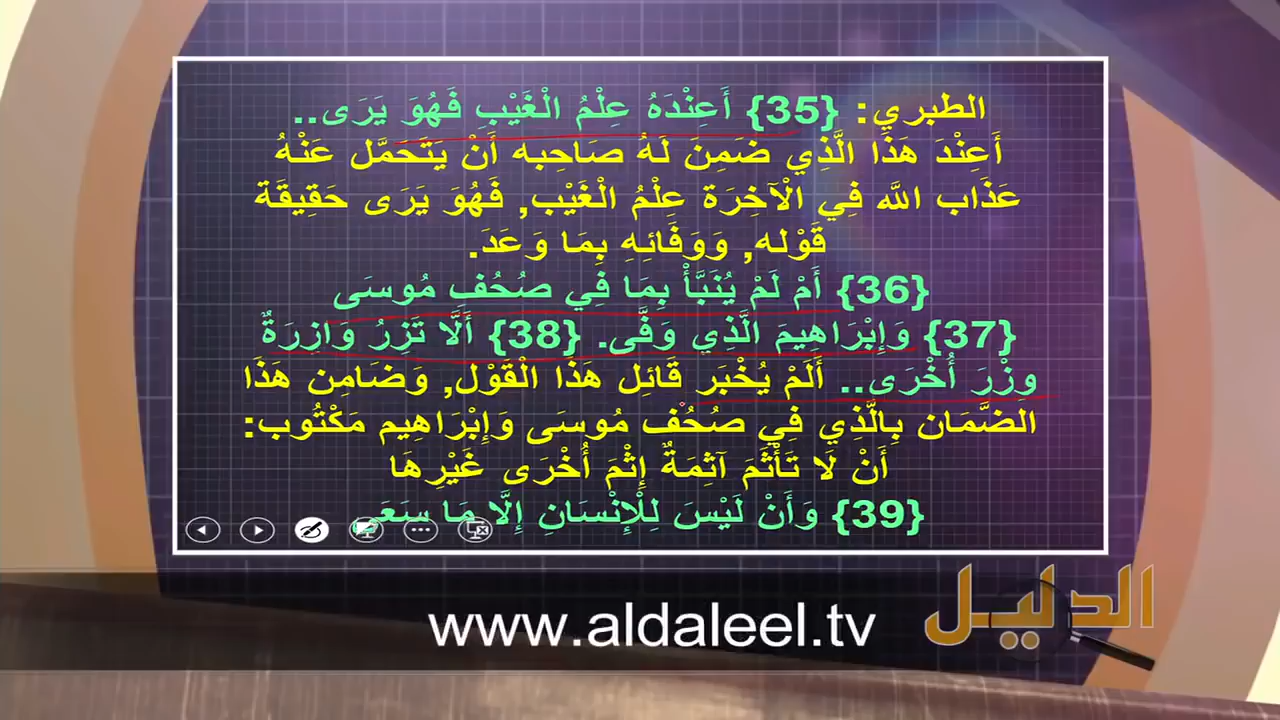 الطبري: {35} أَعِنْدَهُ عِلْمُ الْغَيْبِ فَهُوَ يَرَى..
أَعِنْدَ هَذَا الَّذِي ضَمِنَ لَهُ صَاحِبه أَنْ يَتَحَمَّل عَنْهُ
عَذَاب اللَّه فِي الْآخِرَة عِلْمُ الْغَيْب, فَهُوَ يَرَى حَقِيقَة
قَوْله, وَوَفَائِهِ بِمَا وَعَدَ.
{36} أَمْ لَمْ يُنَبَّأْ بِمَا فِي صُحُفِ مُوسَى
{37} وَإِبْرَاهِيمَ الَّذِي وَفَّى. {38} أَلَّا تَزِرُ وَازِرَةٌ
وِزْرَ أُخْرَى.. أَلَمْ يُخْبَر قَائِل هَذَا الْقَوْل, وَضَامِن هَذَا
الضَّمَان بِالَّذِي فِي صُحُف مُوسَى وَإِبْرَاهِيم مَكْتُوب:
أَنْ لَا تَأْثَمَ آثِمَةٌ إِثْمَ أُخْرَى غَيْرِهَا
{39} وَأَنْ لَيْسَ لِلْإِنْسَانِ إِلَّا مَا سَعَى
الدليل
www.aldaleel.tv